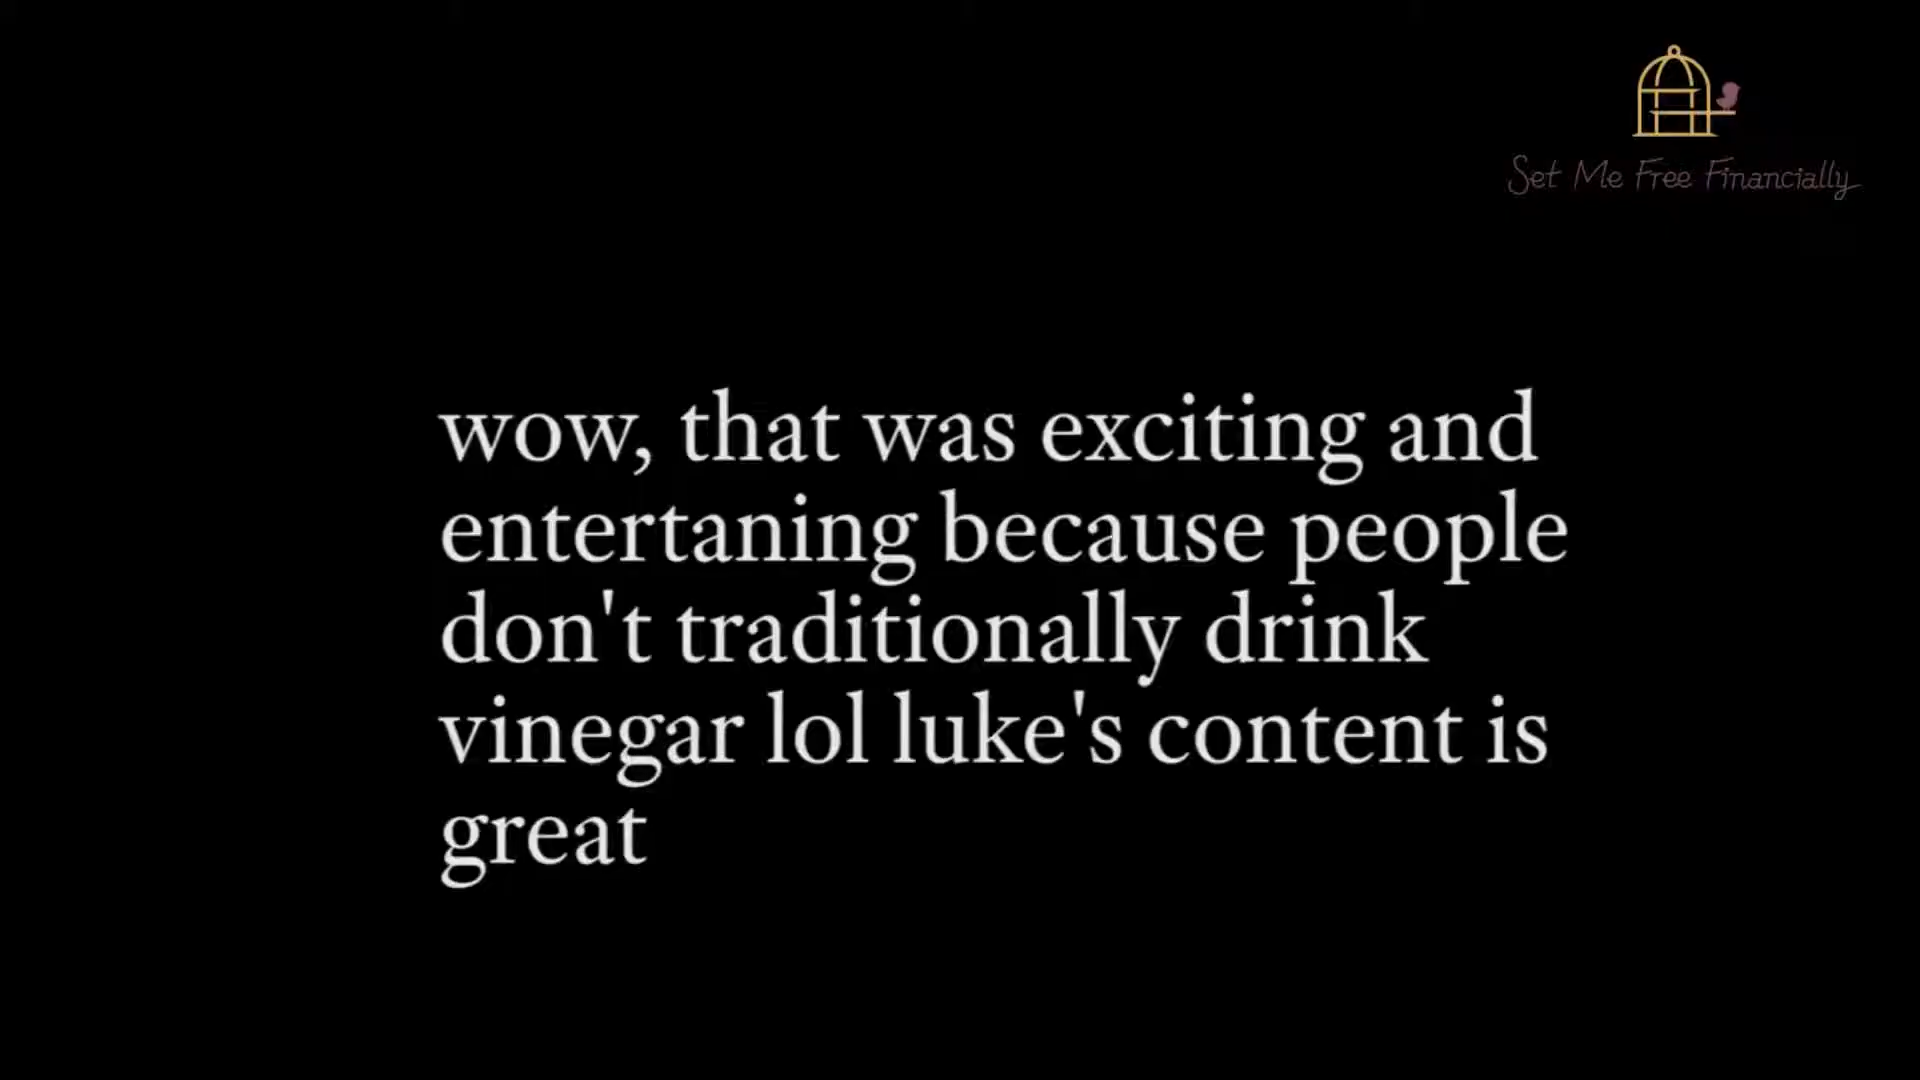 Set Me Free Financially
wow, that was exciting and
entertaning because people
don't traditionally drink
vinegar lol luke's content is
great